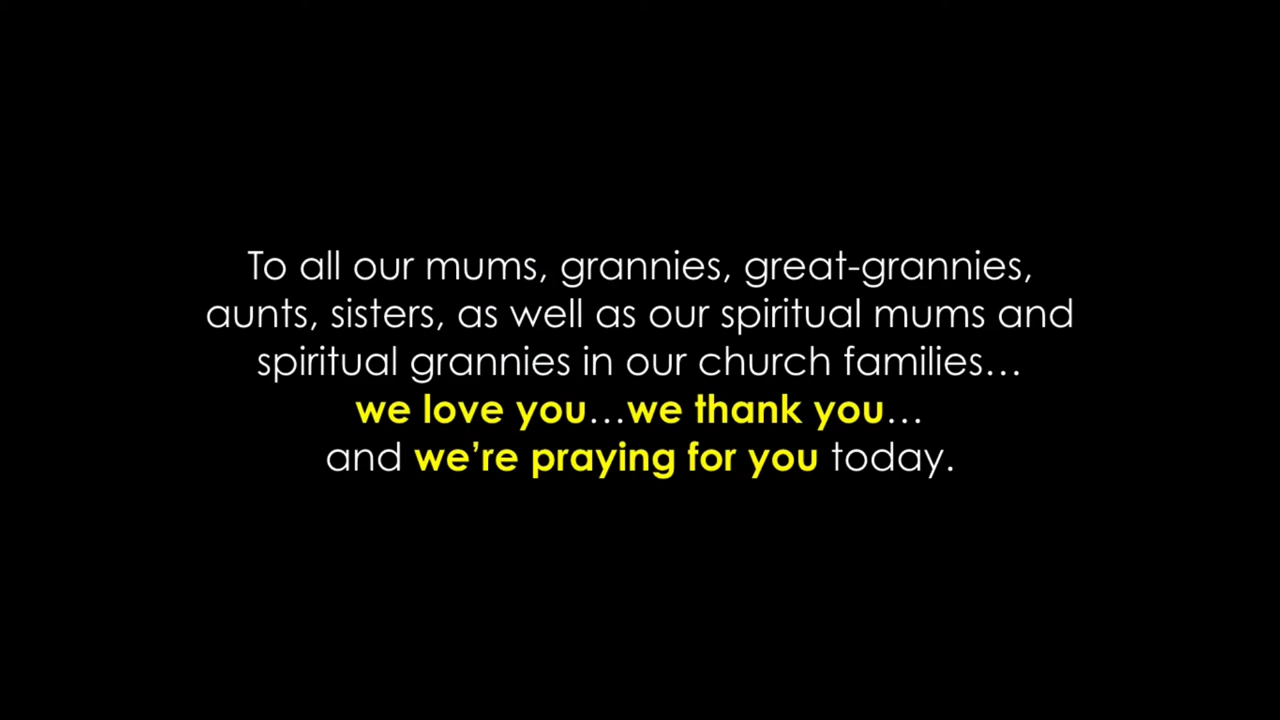 To all our mums, grannies, great-grannies,
aunts, sisters, as well as our spiritual mums and
spiritual grannies in our church families…
we love you…we thank you…
and we’re praying for you today.